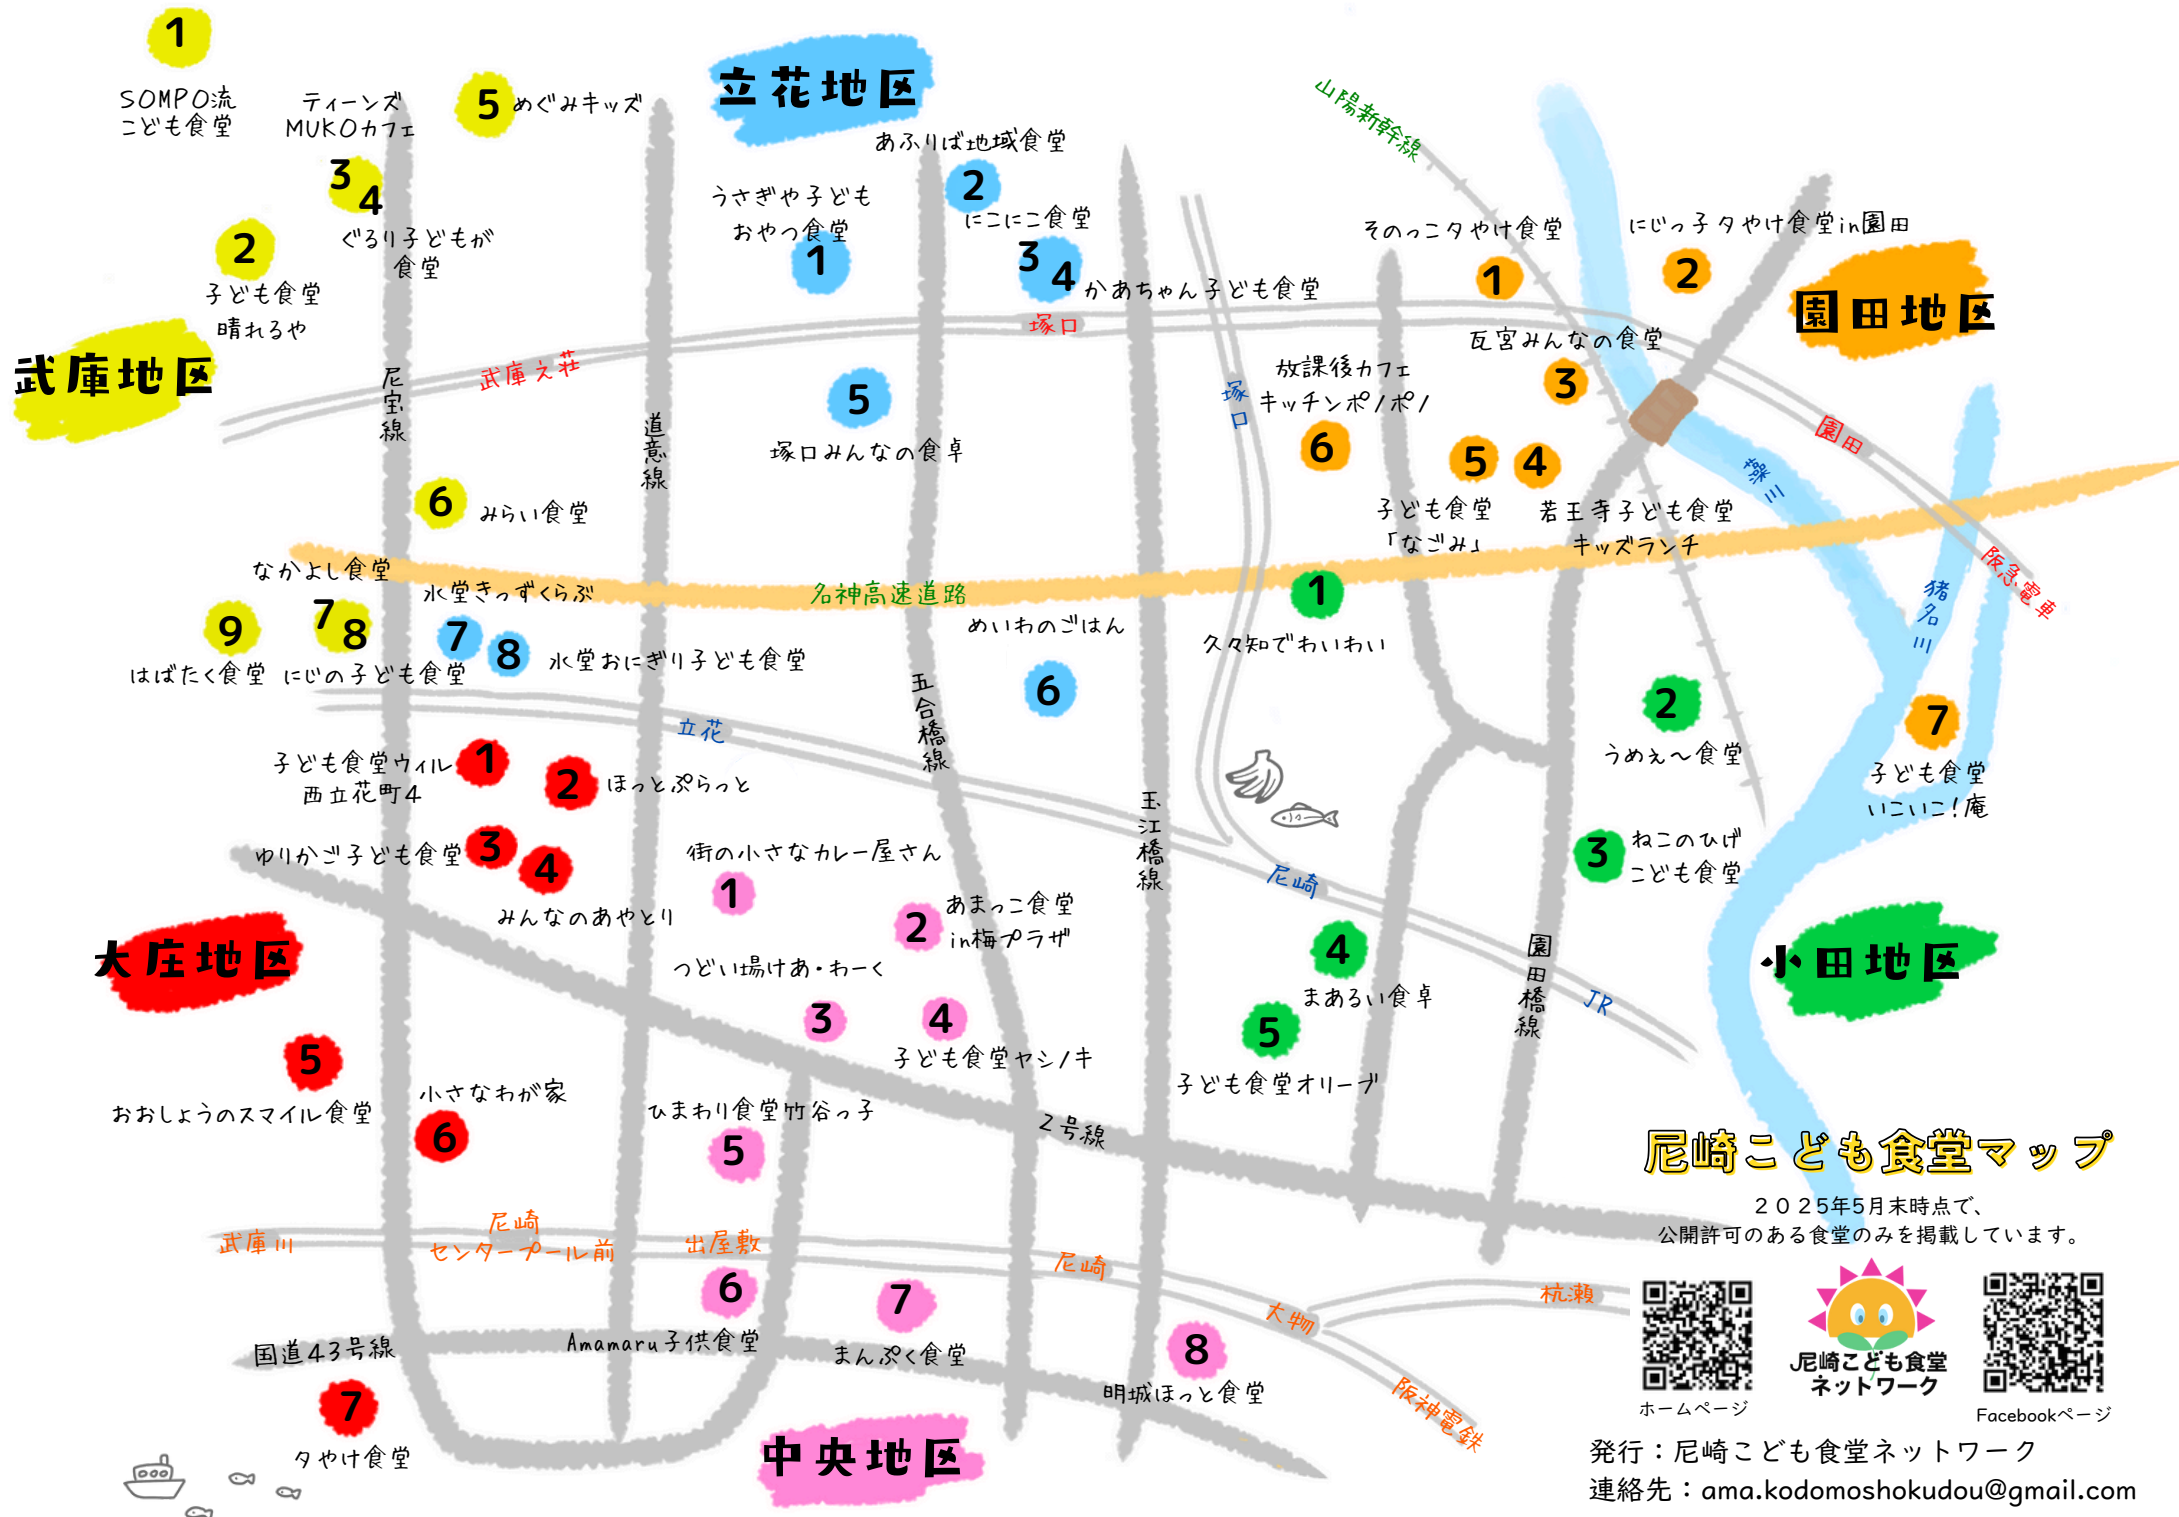 1
SOMPO流
こども食堂
ティーンズ
MUKOカフェ
3
4
ぐるり子どもが
食堂
5
めぐみキッズ
2
子ども食堂
晴れるや
武庫地区
立花地区
あふりば地域食堂
2
うさぎや子ども
おやつ食堂
1
にこにこ食堂
3
4
かあちゃん子ども食堂
塚口
武庫之荘
尼宝線
道意線
5
塚口みんなの食卓
塚口
山陽新幹線
そのっこ夕やけ食堂
1
にじっ子夕やけ食堂in園田
2
園田地区
瓦宮みんなの食堂
3
放課後カフェ
キッチンポノポノ
6
5
4
子ども食堂
「なごみ」
若王寺子ども食堂
キッズランチ
園田
藻川
猪名川
阪急電車
6
みらい食堂
なかよし食堂
9
7
8
はばたく食堂
にじの子ども食堂
水堂きっずくらぶ
7
8
水堂おにぎり子ども食堂
名神高速道路
めいわのごはん
6
五合橋線
1
久々知でわいわい
2
うめぇ〜食堂
7
子ども食堂
いこいこ!庵
立花
子ども食堂ウィル
西立花町4
1
2
ほっとぷらっと
ゆりかご子ども食堂
3
4
みんなのあやとり
街の小さなカレー屋さん
1
2
あまっこ食堂
in梅プラザ
玉江橋線
尼崎
3
ねこのひげ
こども食堂
大庄地区
つどい場けあ・わーく
3
4
子ども食堂ヤシノキ
4
まあるい食卓
5
子ども食堂オリーブ
園田橋線
JR
小田地区
5
おおしょうのスマイル食堂
小さなわが家
6
ひまわり食堂竹谷っ子
5
2号線
武庫川
尼崎
センタープール前
出屋敷
尼崎
大物
杭瀬
阪神電鉄
6
Amamaru子供食堂
7
まんぷく食堂
8
明城ほっと食堂
国道43号線
7
夕やけ食堂
中央地区
尼崎こども食堂マップ
2025年5月末時点で、
公開許可のある食堂のみを掲載しています。
ホームページ
尼崎こども食堂
ネットワーク
Facebookページ
発行：尼崎こども食堂ネットワーク
連絡先：ama.kodomoshokudou@gmail.com